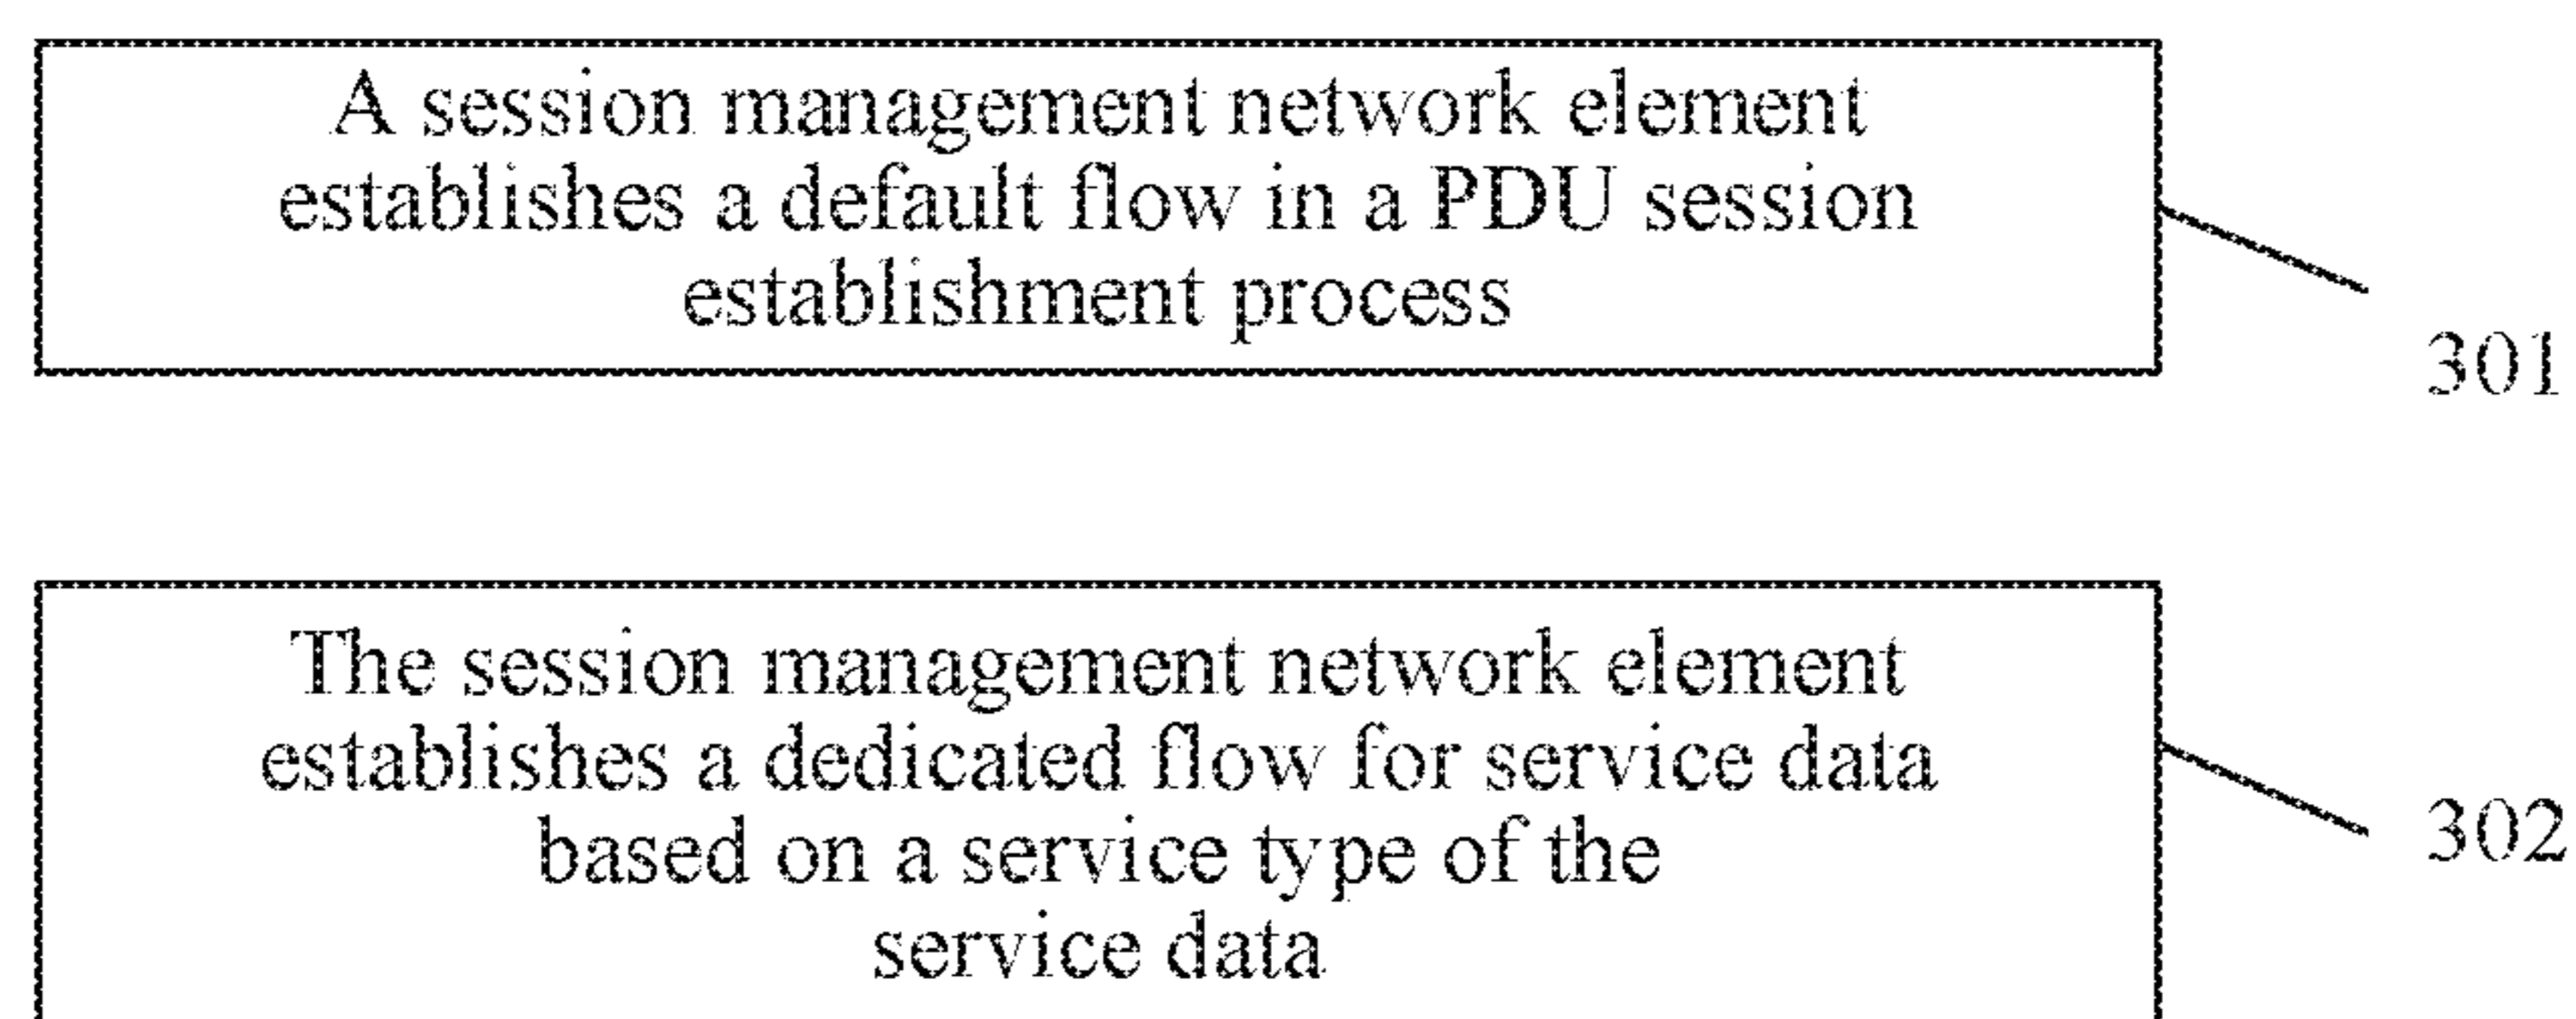 A session management network element
establishes a default flow in a PDU session
establishment process
301
The session management network element
establishes a dedicated flow for service data
based on a service type of the
service data
302